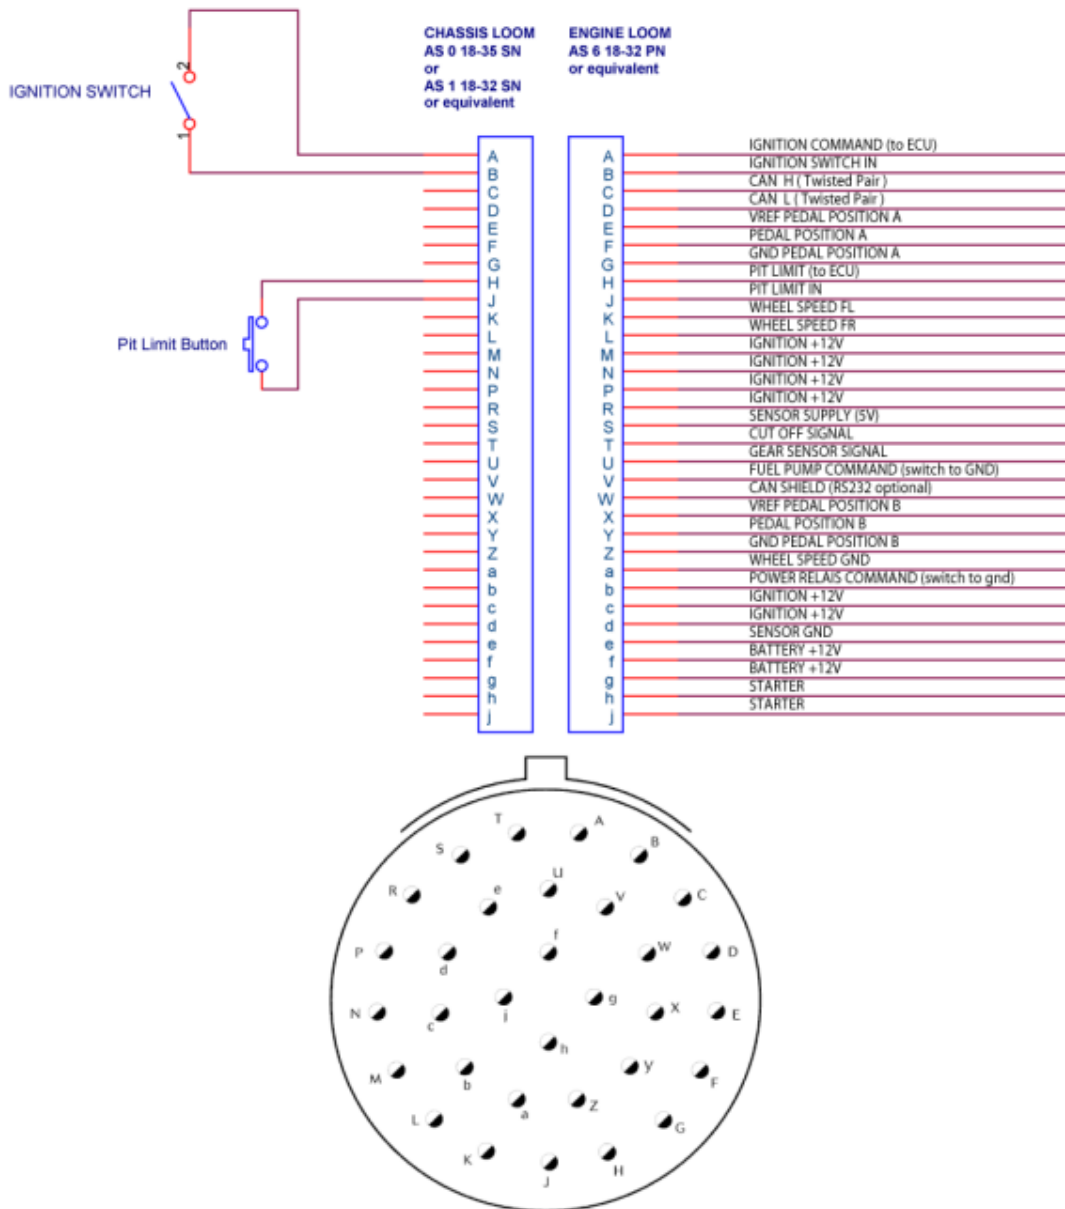 CHASSIS LOOM
AS 0 18-35 SN
or
AS 1 18-32 SN
or equivalent
ENGINE LOOM
AS 6 18-32 PN
or equivalent
IGNITION SWITCH
2
1
Pit Limit Button
A A IGNITION COMMAND (to ECU)
B B IGNITION SWITCH IN
C C CAN H ( Twisted Pair )
D D CAN L ( Twisted Pair )
E E VREF PEDAL POSITION A
F F PEDAL POSITION A
G G GND PEDAL POSITION A
H H PIT LIMIT (to ECU)
J J PIT LIMIT IN
K K WHEEL SPEED FL
L L WHEEL SPEED FR
M M IGNITION +12V
N N IGNITION +12V
P P IGNITION +12V
R R IGNITION +12V
S S SENSOR SUPPLY (5V)
T T CUT OFF SIGNAL
U U GEAR SENSOR SIGNAL
V V FUEL PUMP COMMAND (switch to GND)
W W CAN SHIELD (RS232 optional)
X X VREF PEDAL POSITION B
Y Y PEDAL POSITION B
Z Z GND PEDAL POSITION B
a a WHEEL SPEED GND
b b POWER RELAIS COMMAND (switch to gnd)
c c IGNITION +12V
d d IGNITION +12V
e e SENSOR GND
f f BATTERY +12V
g g BATTERY +12V
h h STARTER
j j STARTER
T A
S B
U
R e V C
f
P d W D
N c j g X E
h
M b y F
L a Z G
K J H